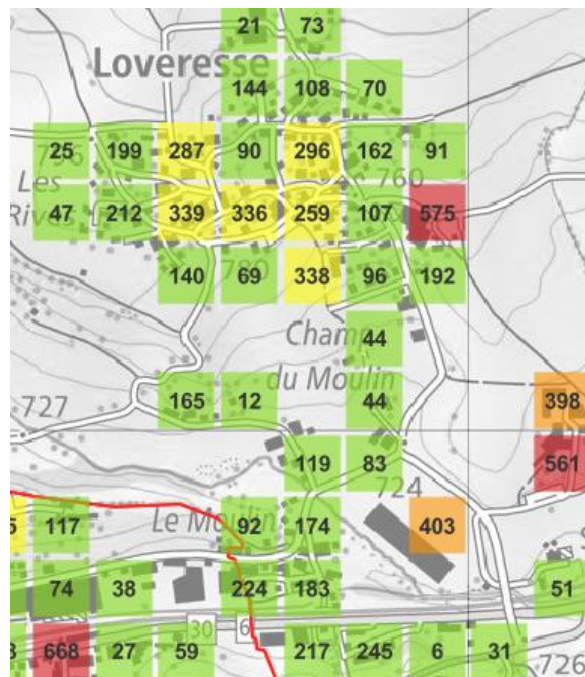 21 73
Loveresse
144 108 70
25 199 287 90 296 162 91
Les 760
47 212 339 336 259 107 575
Rives
140 69 780 338 96 192
Champ 44
du Moulin
727 165 12 44 398
119 83 561
724
117 Le Moulin 92 174 403
74 38 224 183 51
30 6
668 27 59 217 245 6 31
726